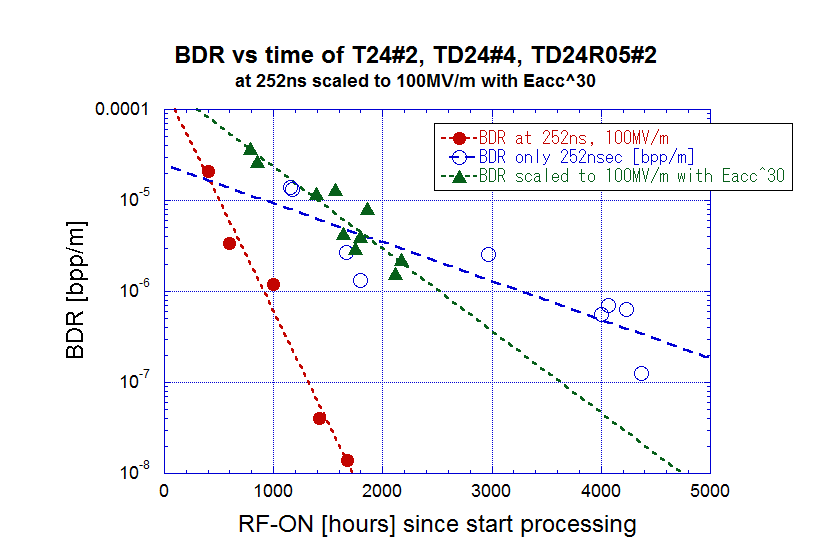 BDR vs time of T24#2, TD24#4, TD24R05#2
at 252ns scaled to 100MV/m with Eacc^30
0.0001
BDR at 252ns, 100MV/m
BDR only 252nsec [bpp/m]
BDR scaled to 100MV/m with Eacc^30
10-5
10-6
10-7
10-8
BDR [bpp/m]
0 1000 2000 3000 4000 5000
RF-ON [hours] since start processing